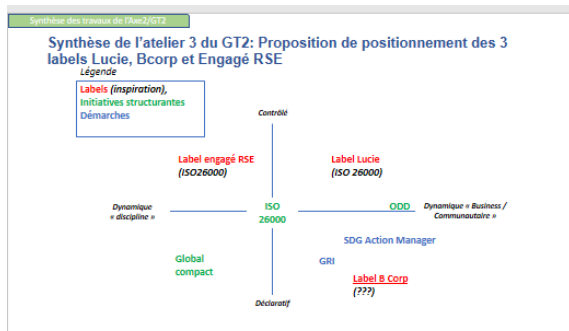 Synthèse des travaux de l'Axe2/GT2
Synthèse de l'atelier 3 du GT2: Proposition de positionnement des 3
labels Lucie, Bcorp et Engagé RSE
Légende
Labels (inspiration),
Initiatives structurantes
Démarches
Contrôlé
Label engagé RSE
(ISO26000)
Label Lucie
(ISO 26000)
Dynamique
« discipline »
ISO
26000
ODD
Dynamique « Business /
Communautaire »
SDG Action Manager
Global
compact
GRI
Label B Corp
(???)
Déclaratif